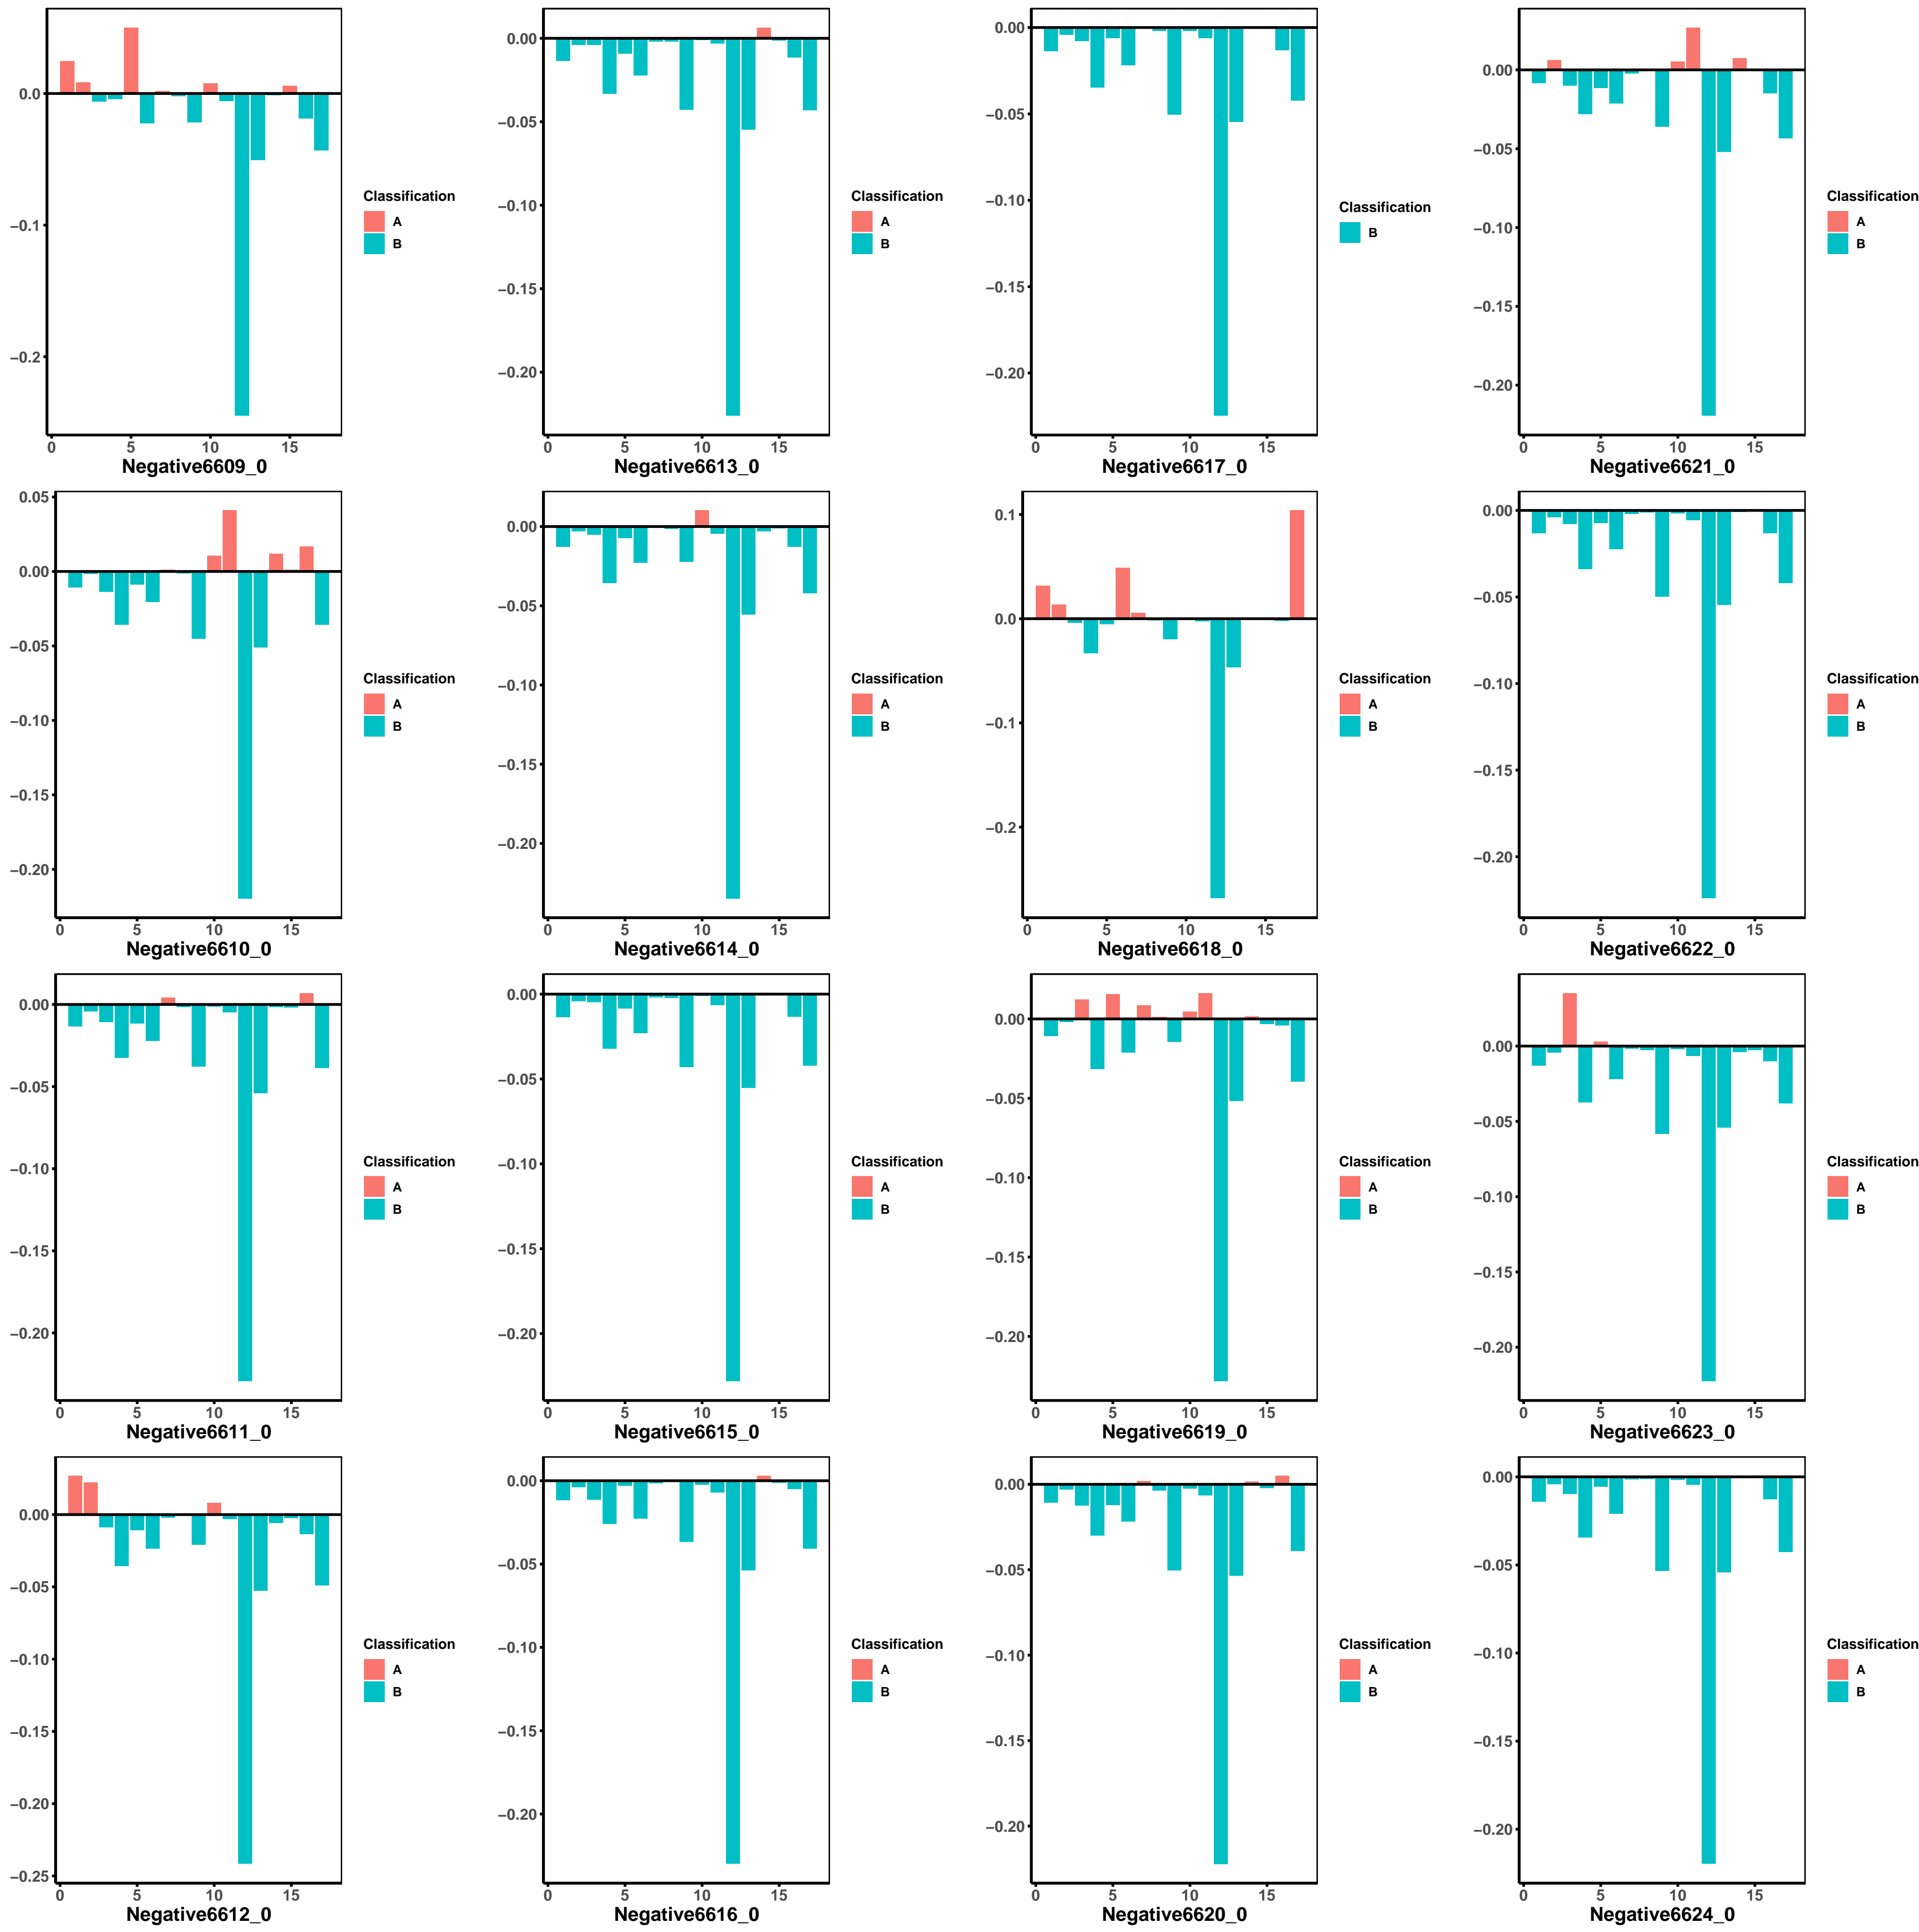 0.0
−0.1
−0.2
0 5 10 15
Negative6609_0
Classification
A
B
0.00
−0.05
−0.10
−0.15
−0.20
0 5 10 15
Negative6613_0
Classification
A
B
0.00
−0.05
−0.10
−0.15
−0.20
0 5 10 15
Negative6617_0
Classification
B
0.00
−0.05
−0.10
−0.15
−0.20
0 5 10 15
Negative6621_0
Classification
A
B
0.05
0.00
−0.05
−0.10
−0.15
−0.20
0 5 10 15
Negative6610_0
Classification
A
B
0.00
−0.05
−0.10
−0.15
−0.20
0 5 10 15
Negative6614_0
Classification
A
B
0.1
0.0
−0.1
−0.2
0 5 10 15
Negative6618_0
Classification
A
B
0.00
−0.05
−0.10
−0.15
−0.20
0 5 10 15
Negative6622_0
Classification
A
B
0.00
−0.05
−0.10
−0.15
−0.20
0 5 10 15
Negative6611_0
Classification
A
B
0.00
−0.05
−0.10
−0.15
−0.20
0 5 10 15
Negative6615_0
Classification
A
B
0.00
−0.05
−0.10
−0.15
−0.20
0 5 10 15
Negative6619_0
Classification
A
B
0.00
−0.05
−0.10
−0.15
−0.20
0 5 10 15
Negative6623_0
Classification
A
B
0.00
−0.05
−0.10
−0.15
−0.20
−0.25
0 5 10 15
Negative6612_0
Classification
A
B
0.00
−0.05
−0.10
−0.15
−0.20
0 5 10 15
Negative6616_0
Classification
A
B
0.00
−0.05
−0.10
−0.15
−0.20
0 5 10 15
Negative6620_0
Classification
A
B
0.00
−0.05
−0.10
−0.15
−0.20
0 5 10 15
Negative6624_0
Classification
A
B